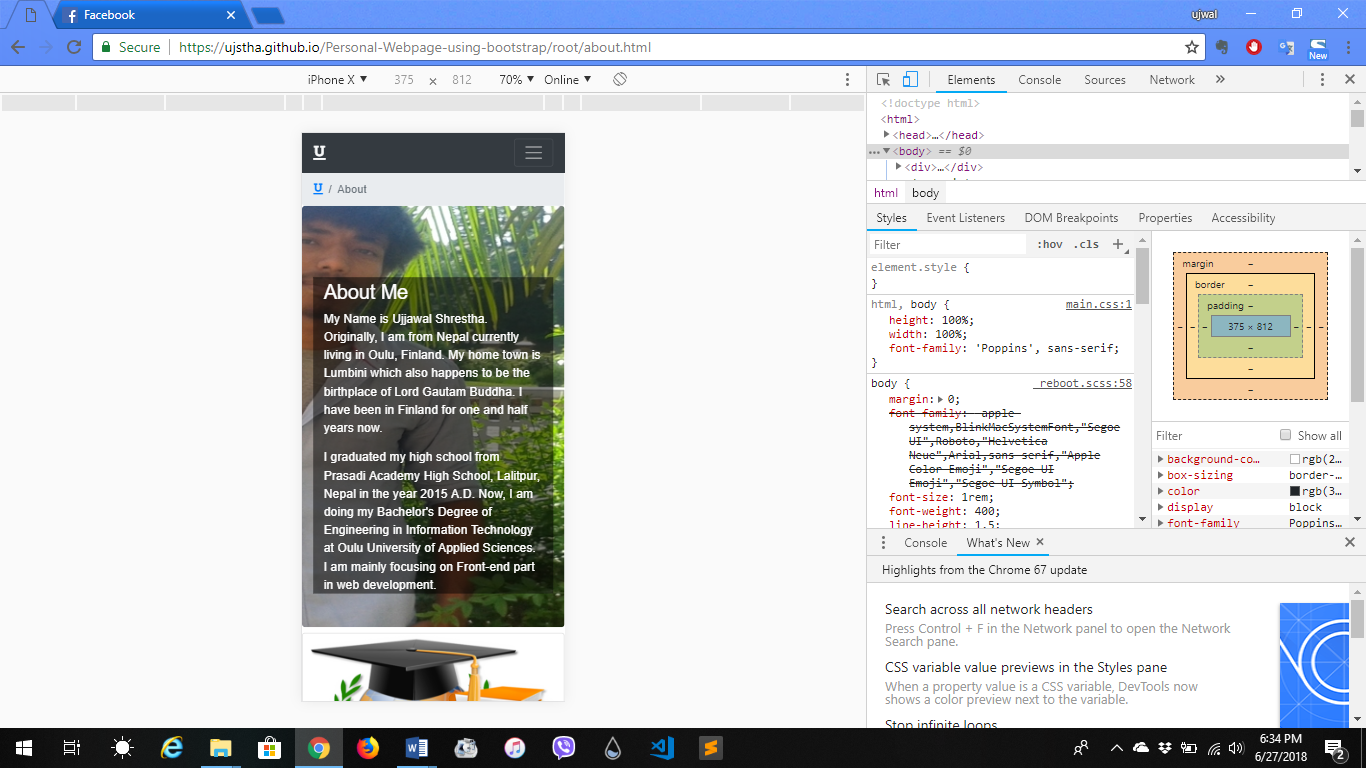 Facebook
ujwal
Secure
https://ujstha.github.io/Personal-Webpage-using-bootstrap/root/about.html
New
iPhone X ▼ 375 × 812 70% ▼ Online ▼
Elements Console Sources Network »
<!doctype html>
<html>
<head>…</head>
…<body> == $0
<div>…</div>
html body
Styles Event Listeners DOM Breakpoints Properties Accessibility
Filter :hov .cls +
element.style {
}
html, body { main.css:1
height: 100%;
width: 100%;
font-family: 'Poppins', sans-serif;
}
body { _reboot.scss:58
margin: 0;
font-family: -apple-
system,BlinkMacSystemFont,"Segoe
UI",Roboto,"Helvetica
Neue",Arial,sans-serif,"Apple
Color Emoji","Segoe UI
Emoji","Segoe UI Symbol";
font-size: 1rem;
font-weight: 400;
line-height: 1.5;
margin –
border –
padding –
– – – 375 × 812 – – –
–
–
–
Filter Show all
background-co… rgb(2…
box-sizing border-…
color rgb(3…
display block
font-family Poppins…
U
U / About
About Me
My Name is Ujjawal Shrestha.
Originally, I am from Nepal currently
living in Oulu, Finland. My home town is
Lumbini which also happens to be the
birthplace of Lord Gautam Buddha. I
have been in Finland for one and half
years now.
I graduated my high school from
Prasadi Academy High School, Lalitpur,
Nepal in the year 2015 A.D. Now, I am
doing my Bachelor's Degree of
Engineering in Information Technology
at Oulu University of Applied Sciences.
I am mainly focusing on Front-end part
in web development.
Console What's New ×
Highlights from the Chrome 67 update
Search across all network headers
Press Control + F in the Network panel to open the Network
Search pane.
CSS variable value previews in the Styles pane
When a property value is a CSS variable, DevTools now
shows a color preview next to the variable.
Stop infinite loops
6:34 PM
6/27/2018
2